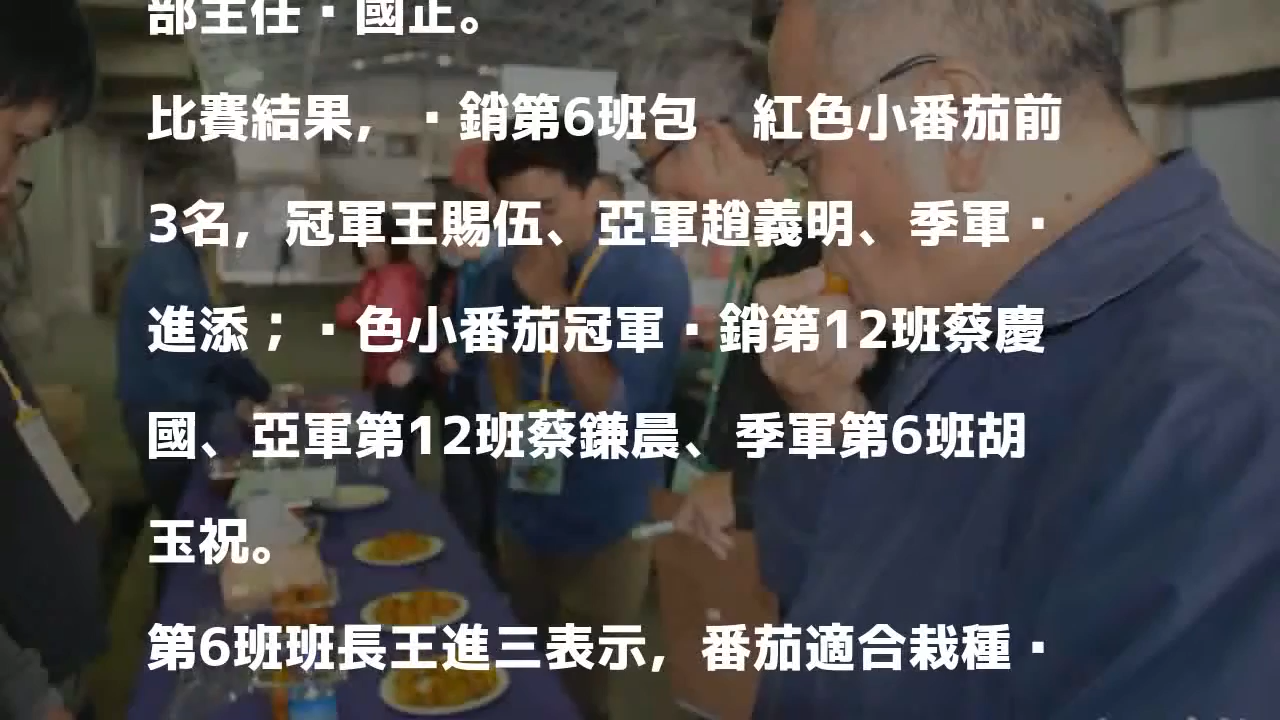 部主任·國正。
比賽結果，·銷第6班包　紅色小番茄前
3名，冠軍王賜伍、亞軍趙義明、季軍·
進添；·色小番茄冠軍·銷第12班蔡慶
國、亞軍第12班蔡鎌晨、季軍第6班胡
玉祝。
第6班班長王進三表示，番茄適合栽種·